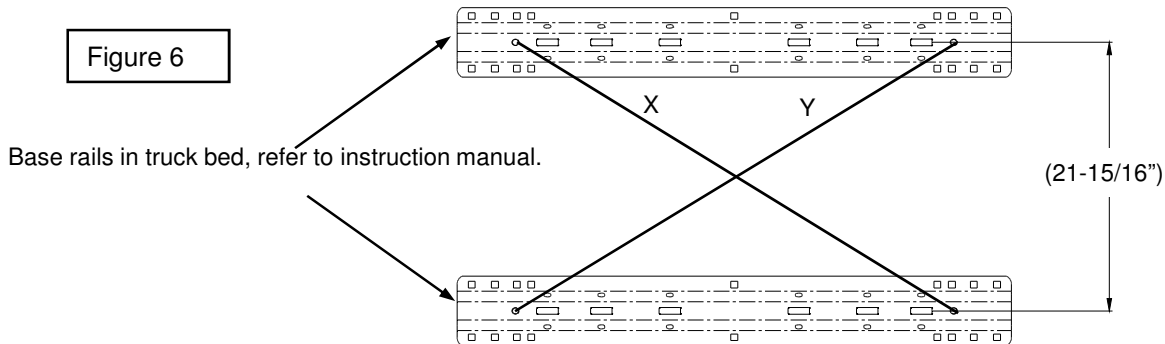 Figure 6
X
Y
Base rails in truck bed, refer to instruction manual.
(21-15/16”)